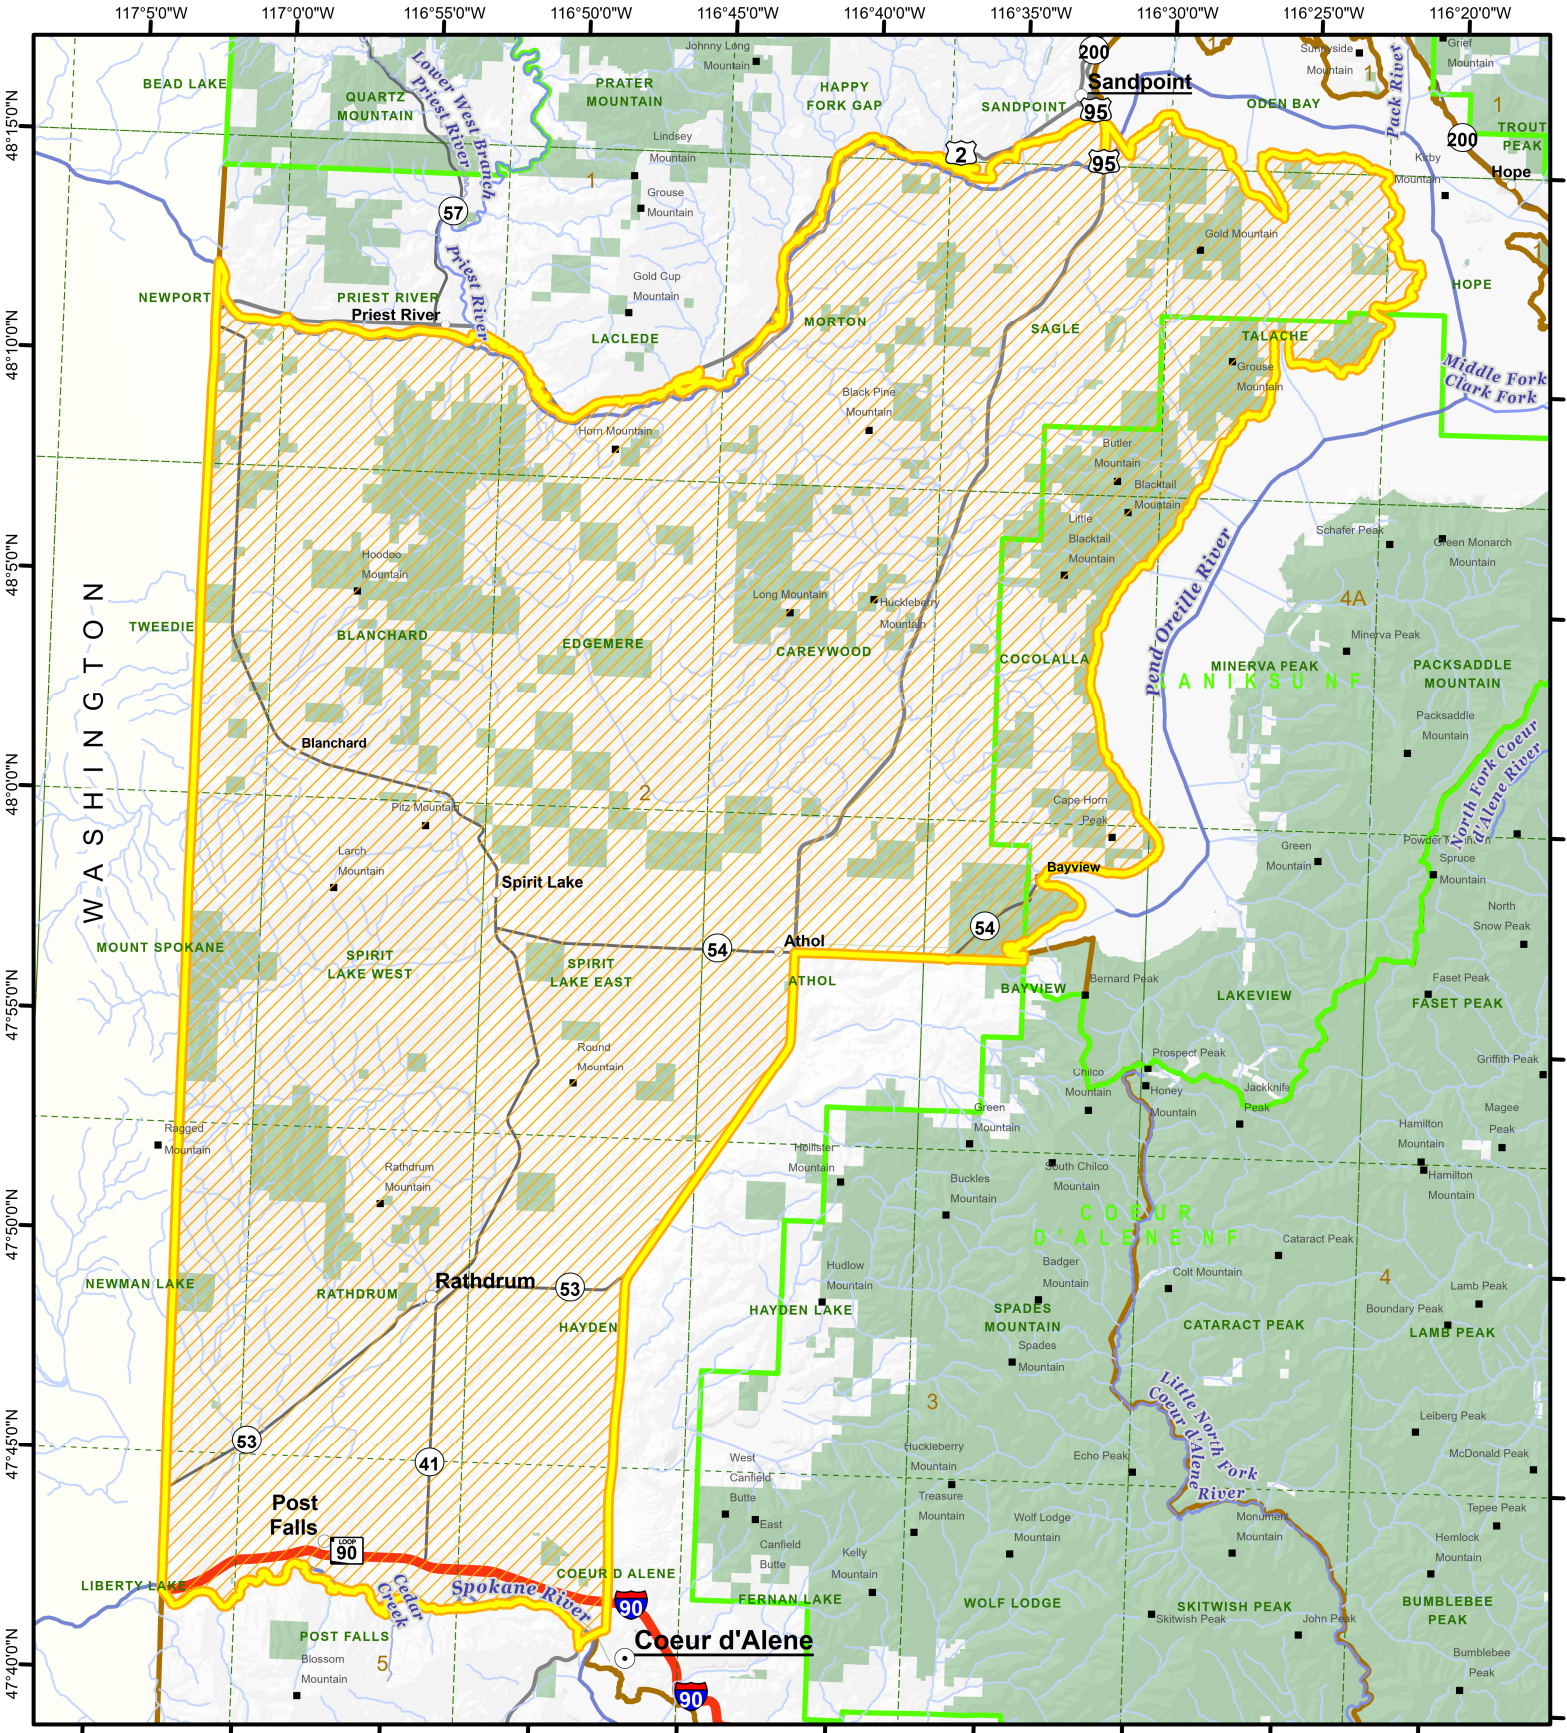 117°5'0"W 117°0'0"W 116°55'0"W 116°50'0"W 116°45'0"W 116°40'0"W 116°35'0"W 116°30'0"W 116°25'0"W 116°20'0"W
48°15'0"N
48°10'0"N
48°5'0"N
48°0'0"N
47°55'0"N
47°50'0"N
47°45'0"N
47°40'0"N
WASHINGTON
BEAD LAKE
QUARTZ
MOUNTAIN
Lower West Branch
Priest River
PRATER
MOUNTAIN
Johnny Long
Mountain
HAPPY
FORK GAP
SANDPOINT
200
Sandpoint
95
ODEN BAY
1
Sunnyside
Mountain
1
Pack River
Grief
Mountain
1
TROUT
PEAK
200
Hope
Kirby
Mountain
Lindsey
Mountain
1
Grouse
Mountain
2
95
57
Priest River
Gold Mountain
NEWPORT
PRIEST RIVER
Priest River
Gold Cup
Mountain
LACLEDE
MORTON
SAGLE
TALACHE
HOPE
1
Grouse
Mountain
Middle Fork
Clark Fork
Black Pine
Mountain
Horn Mountain
Butler
Mountain
Blacktail
Mountain
Little
Blacktail
Mountain
Schafer Peak
Green Monarch
Mountain
Hoodoo
Mountain
Long Mountain
Huckleberry
Mountain
Pend Oreille River
4A
Minerva Peak
TWEEDIE
BLANCHARD
EDGEMERE
CAREYWOOD
COCOLALLA
MINERVA PEAK
ANIKSU NF
PACKSADDLE
MOUNTAIN
Packsaddle
Mountain
Blanchard
2
Pitz Mountain
Cape Horn
Peak
North Fork Coeur
d'Alene River
Larch
Mountain
Spirit Lake
Bayview
Green
Mountain
Spruce
Mountain
North
Snow Peak
MOUNT SPOKANE
SPIRIT
LAKE WEST
SPIRIT
LAKE EAST
54
Athol
54
ATHOL
BAYVIEW
Bernard Peak
LAKEVIEW
Faset Peak
FASET PEAK
Round
Mountain
Prospect Peak
Griffith Peak
Chilco
Mountain
Honey
Mountain
Jackknife
Peak
Ragged
Mountain
Green
Mountain
Hollister
Mountain
Magee
Peak
Hamilton
Mountain
Hamilton
Mountain
Rathdrum
Mountain
Buckles
Mountain
South Chilco
Mountain
COEUR
D'ALENE NF
Cataract Peak
NEWMAN LAKE
RATHDRUM
Rathdrum
53
HAYDEN
HAYDEN LAKE
Hudlow
Mountain
Badger
Mountain
Colt Mountain
4
Lamb Peak
Boundary Peak
SPADES
MOUNTAIN
CATARACT PEAK
LAMB PEAK
Spades
Mountain
3
Little North Fork
Coeur d'Alene
River
Leiberg Peak
53
41
West
Canfield
Butte
Huckleberry
Mountain
Echo Peak
McDonald Peak
Post
Falls
LOOP
90
East
Canfield
Butte
Treasure
Mountain
Wolf Lodge
Mountain
Monument
Mountain
Tepee Peak
Hemlock
Mountain
LIBERTY LAKE
Cedar
Creek
Spokane River
COEUR D ALENE
90
Kelly
Mountain
FERNAN LAKE
WOLF LODGE
Skitwish Peak
SKITWISH PEAK
John Peak
BUMBLEBEE
PEAK
POST FALLS
5
Blossom
Mountain
Coeur d'Alene
90
Bumblebee
Peak